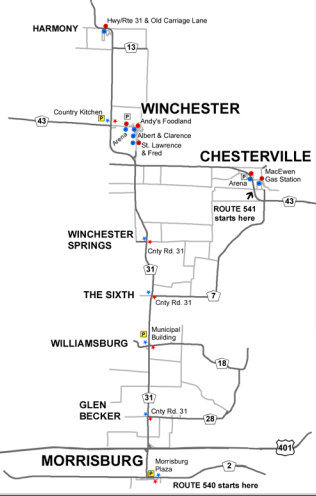 Hwy/Rte 31 & Old Carriage Lane
HARMONY
13
WINCHESTER
Country Kitchen
P
P
Andy's Foodland
43
Arena
Albert & Clarence
St. Lawrence
& Fred
CHESTERVILLE
MacEwen
Gas Station
P
Arena
ROUTE 541
starts here
43
WINCHESTER
SPRINGS
Cnty Rd. 31
31
THE SIXTH
Cnty Rd. 31
7
P
Municipal
Building
WILLIAMSBURG
18
31
GLEN
BECKER
Cnty Rd. 31
28
401
MORRISBURG
Morrisburg
Plaza
P
2
ROUTE 540 starts here